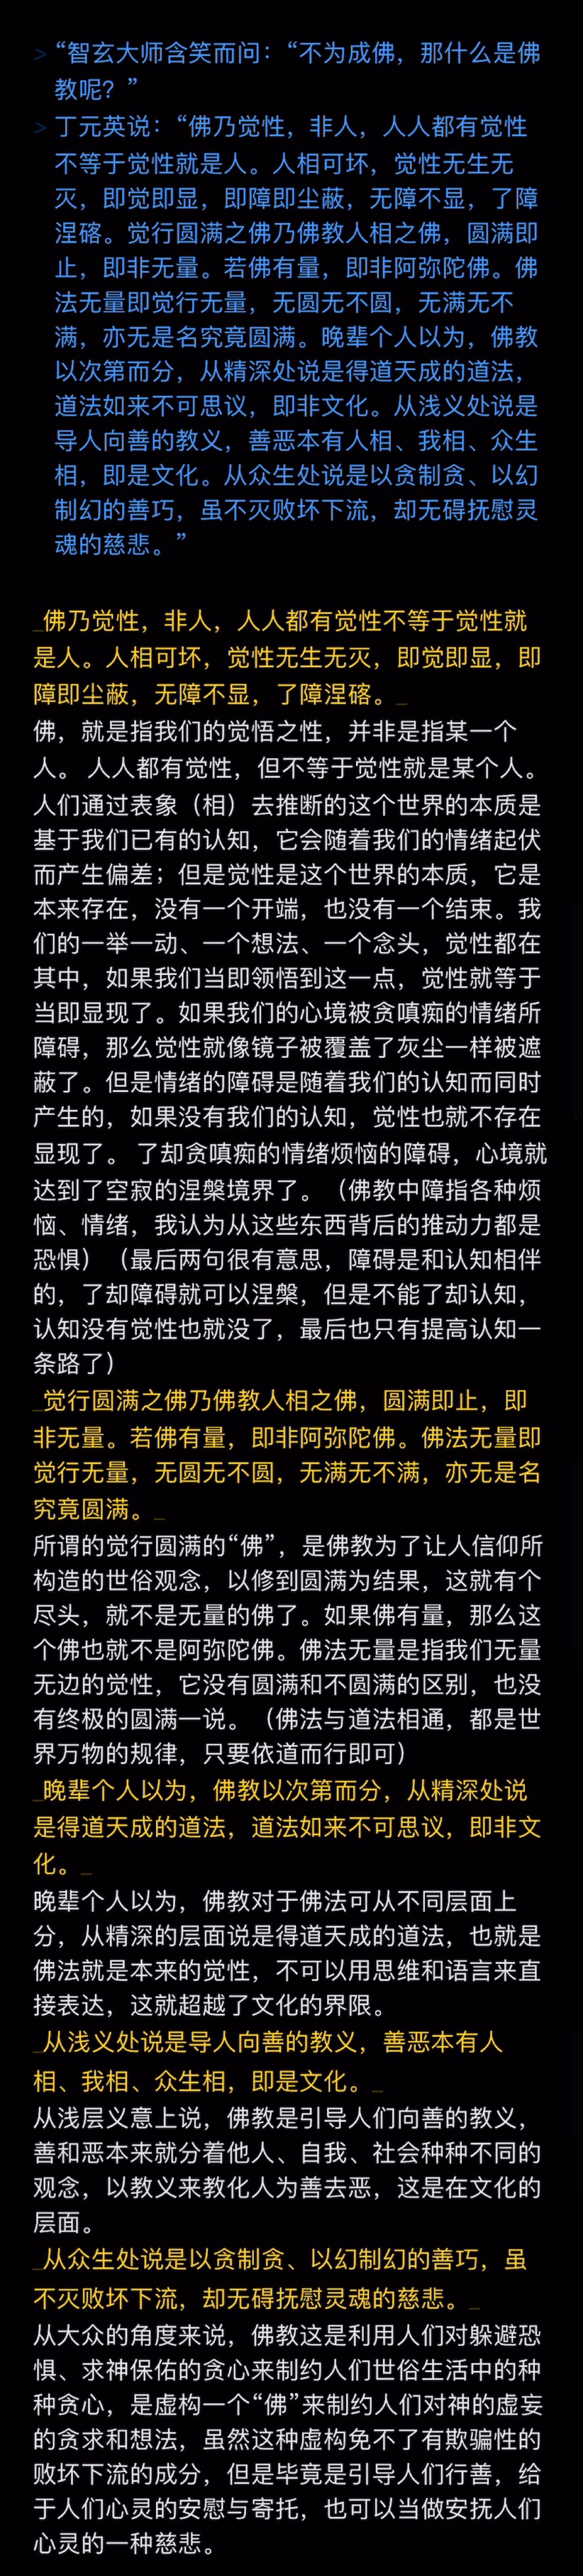 > “智玄大师含笑而问：“不为成佛，那什么是佛
教呢？”
> 丁元英说：“佛乃觉性，非人，人人都有觉性
不等于觉性就是人。人相可坏，觉性无生无
灭，即觉即显，即障即尘蔽，无障不显，了障
涅硌。觉行圆满之佛乃佛教人相之佛，圆满即
止，即非无量。若佛有量，即非阿弥陀佛。佛
法无量即觉行无量，无圆无不圆，无满无不
满，亦无是名究竟圆满。晚辈个人以为，佛教
以次第而分，从精深处说是得道天成的道法，
道法如来不可思议，即非文化。从浅义处说是
导人向善的教义，善恶本有人相、我相、众生
相，即是文化。从众生处说是以贪制贪、以幻
制幻的善巧，虽不灭败坏下流，却无碍抚慰灵
魂的慈悲。”
_佛乃觉性，非人，人人都有觉性不等于觉性就
是人。人相可坏，觉性无生无灭，即觉即显，即
障即尘蔽，无障不显，了障涅硌。_
佛，就是指我们的觉悟之性，并非是指某一个
人。 人人都有觉性，但不等于觉性就是某个人。
人们通过表象（相）去推断的这个世界的本质是
基于我们已有的认知，它会随着我们的情绪起伏
而产生偏差；但是觉性是这个世界的本质，它是
本来存在，没有一个开端，也没有一个结束。我
们的一举一动、一个想法、一个念头，觉性都在
其中，如果我们当即领悟到这一点，觉性就等于
当即显现了。如果我们的心境被贪嗔痴的情绪所
障碍，那么觉性就像镜子被覆盖了灰尘一样被遮
蔽了。但是情绪的障碍是随着我们的认知而同时
产生的，如果没有我们的认知，觉性也就不存在
显现了。 了却贪嗔痴的情绪烦恼的障碍，心境就
达到了空寂的涅槃境界了。（佛教中障指各种烦
恼、情绪，我认为从这些东西背后的推动力都是
恐惧）（最后两句很有意思，障碍是和认知相伴
的，了却障碍就可以涅槃，但是不能了却认知，
认知没有觉性也就没了，最后也只有提高认知一
条路了）
_觉行圆满之佛乃佛教人相之佛，圆满即止，即
非无量。若佛有量，即非阿弥陀佛。佛法无量即
觉行无量，无圆无不圆，无满无不满，亦无是名
究竟圆满。_
所谓的觉行圆满的“佛”，是佛教为了让人信仰所
构造的世俗观念，以修到圆满为结果，这就有个
尽头，就不是无量的佛了。如果佛有量，那么这
个佛也就不是阿弥陀佛。佛法无量是指我们无量
无边的觉性，它没有圆满和不圆满的区别，也没
有终极的圆满一说。（佛法与道法相通，都是世
界万物的规律，只要依道而行即可）
_晚辈个人以为，佛教以次第而分，从精深处说
是得道天成的道法，道法如来不可思议，即非文
化。_
晚辈个人以为，佛教对于佛法可从不同层面上
分，从精深的层面说是得道天成的道法，也就是
佛法就是本来的觉性，不可以用思维和语言来直
接表达，这就超越了文化的界限。
_从浅义处说是导人向善的教义，善恶本有人
相、我相、众生相，即是文化。_
从浅层义意上说，佛教是引导人们向善的教义，
善和恶本来就分着他人、自我、社会种种不同的
观念，以教义来教化人为善去恶，这是在文化的
层面。
_从众生处说是以贪制贪、以幻制幻的善巧，虽
不灭败坏下流，却无碍抚慰灵魂的慈悲。_
从大众的角度来说，佛教这是利用人们对躲避恐
惧、求神保佑的贪心来制约人们世俗生活中的种
种贪心，是虚构一个“佛”来制约人们对神的虚妄
的贪求和想法，虽然这种虚构免不了有欺骗性的
败坏下流的成分，但是毕竟是引导人们行善，给
于人们心灵的安慰与寄托，也可以当做安抚人们
心灵的一种慈悲。